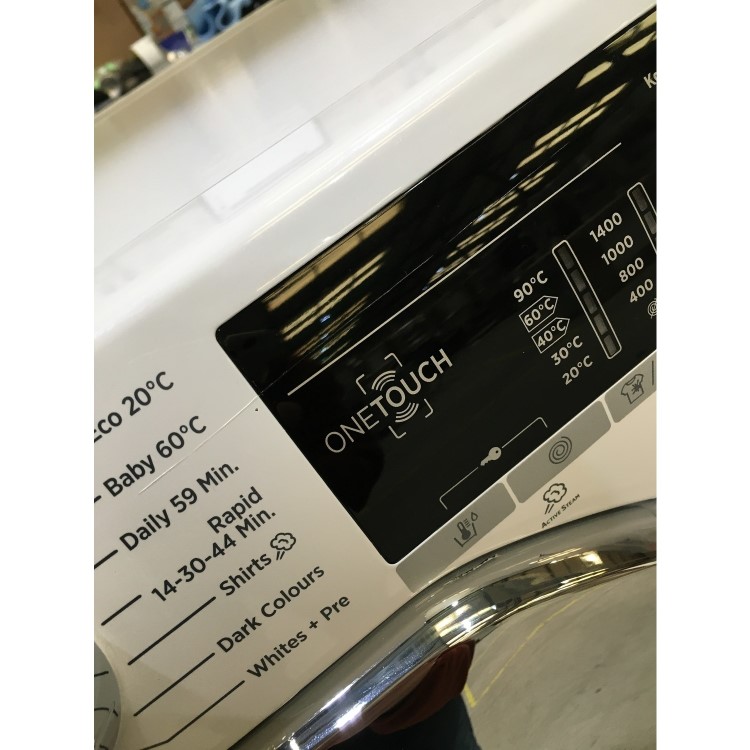 Eco 20°C
Baby 60°C
Daily 59 Min.
Rapid
14-30-44 Min.
Shirts
Dark Colours
Whites + Pre
ONETOUCH
90°C
60°C
40°C
30°C
20°C
1400
1000
800
400
ACTIVE STEAM